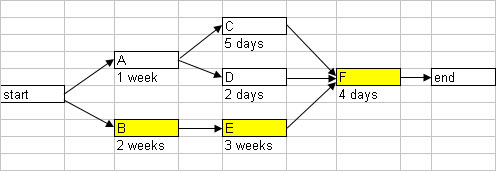 C
5 days
A
1 week
D
2 days
F
4 days
end
start
B
2 weeks
E
3 weeks